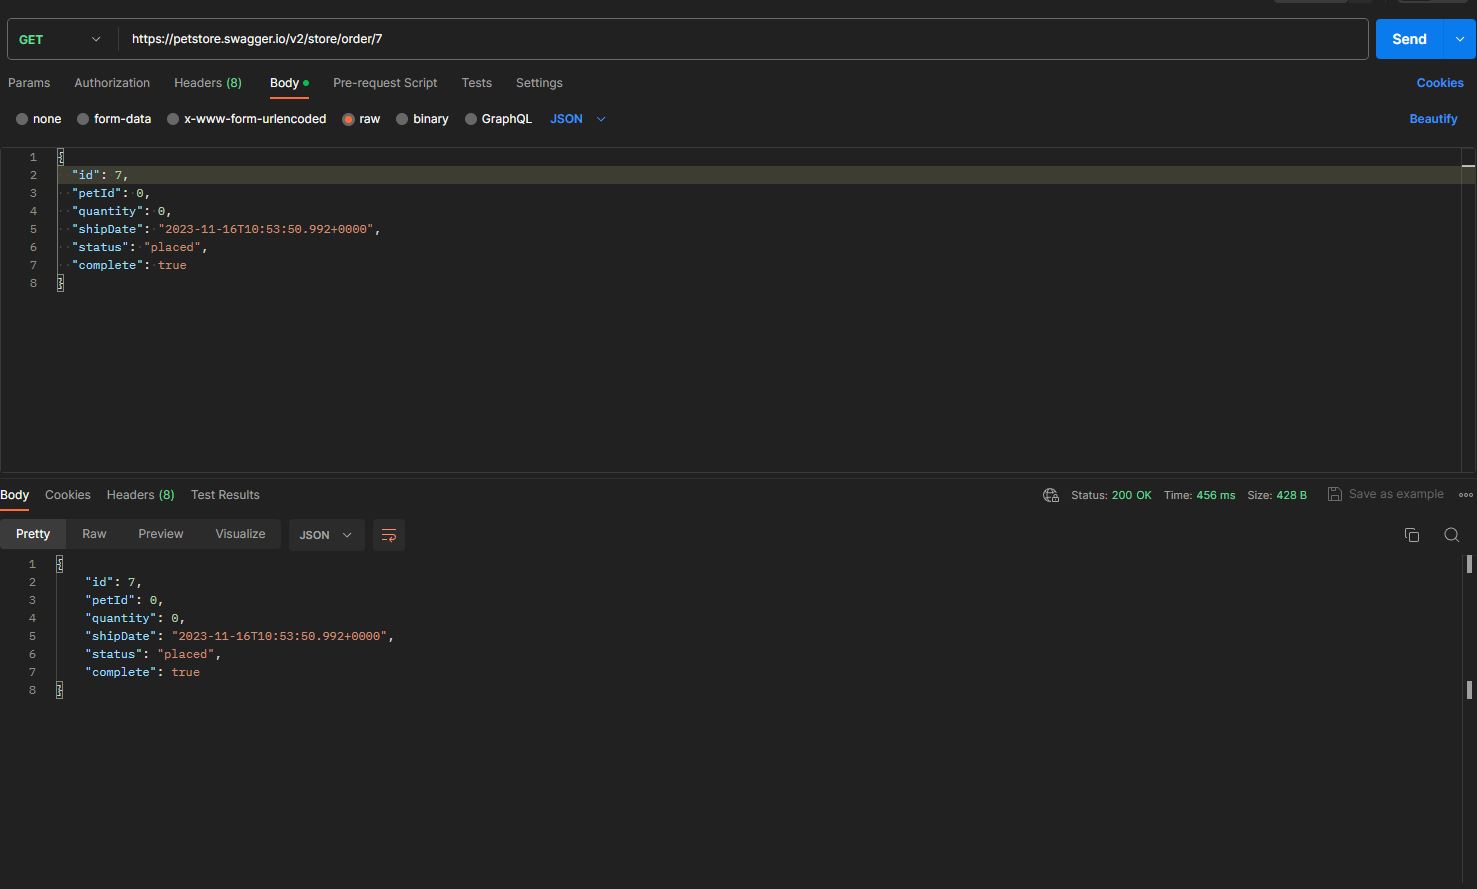 GET https://petstore.swagger.io/v2/store/order/7 Send
Params Authorization Headers (8) Body Pre-request Script Tests Settings Cookies
none form-data x-www-form-urlencoded raw binary GraphQL JSON Beautify
1 {
2 "id": 7,
3 "petId": 0,
4 "quantity": 0,
5 "shipDate": "2023-11-16T10:53:50.992+0000",
6 "status": "placed",
7 "complete": true
8 }
Body Cookies Headers (8) Test Results Status: 200 OK Time: 456 ms Size: 428 B Save as example
Pretty Raw Preview Visualize JSON
1 {
2 "id": 7,
3 "petId": 0,
4 "quantity": 0,
5 "shipDate": "2023-11-16T10:53:50.992+0000",
6 "status": "placed",
7 "complete": true
8 }